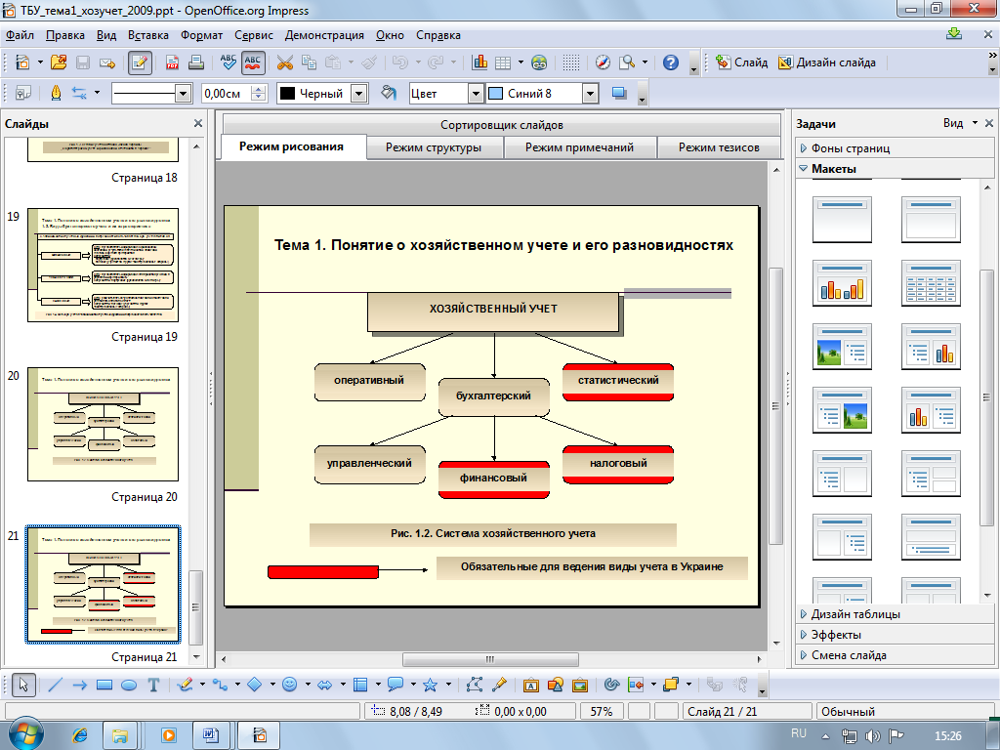 ТБУ_тема1_хозучет_2009.ppt - OpenOffice.org Impress
Файл Правка Вид Вставка Формат Сервис Демонстрация Окно Справка
Слайд Дизайн слайда
0,00см Черный Цвет Синий 8
Слайды
Страница 18
19
Страница 19
20
Страница 20
21
Страница 21
Сортировщик слайдов
Режим рисования Режим структуры Режим примечаний Режим тезисов
Тема 1. Понятие о хозяйственном учете и его разновидностях
ХОЗЯЙСТВЕННЫЙ УЧЕТ
оперативный
бухгалтерский
статистический
управленческий
финансовый
налоговый
Рис. 1.2. Система хозяйственного учета
Обязательные для ведения виды учета в Украине
Задачи Вид
Фоны страниц
Макеты
Дизайн таблицы
Эффекты
Смена слайда
8,08 / 8,49 0,00 x 0,00 57% Слайд 21 / 21 Обычный
RU 15:26